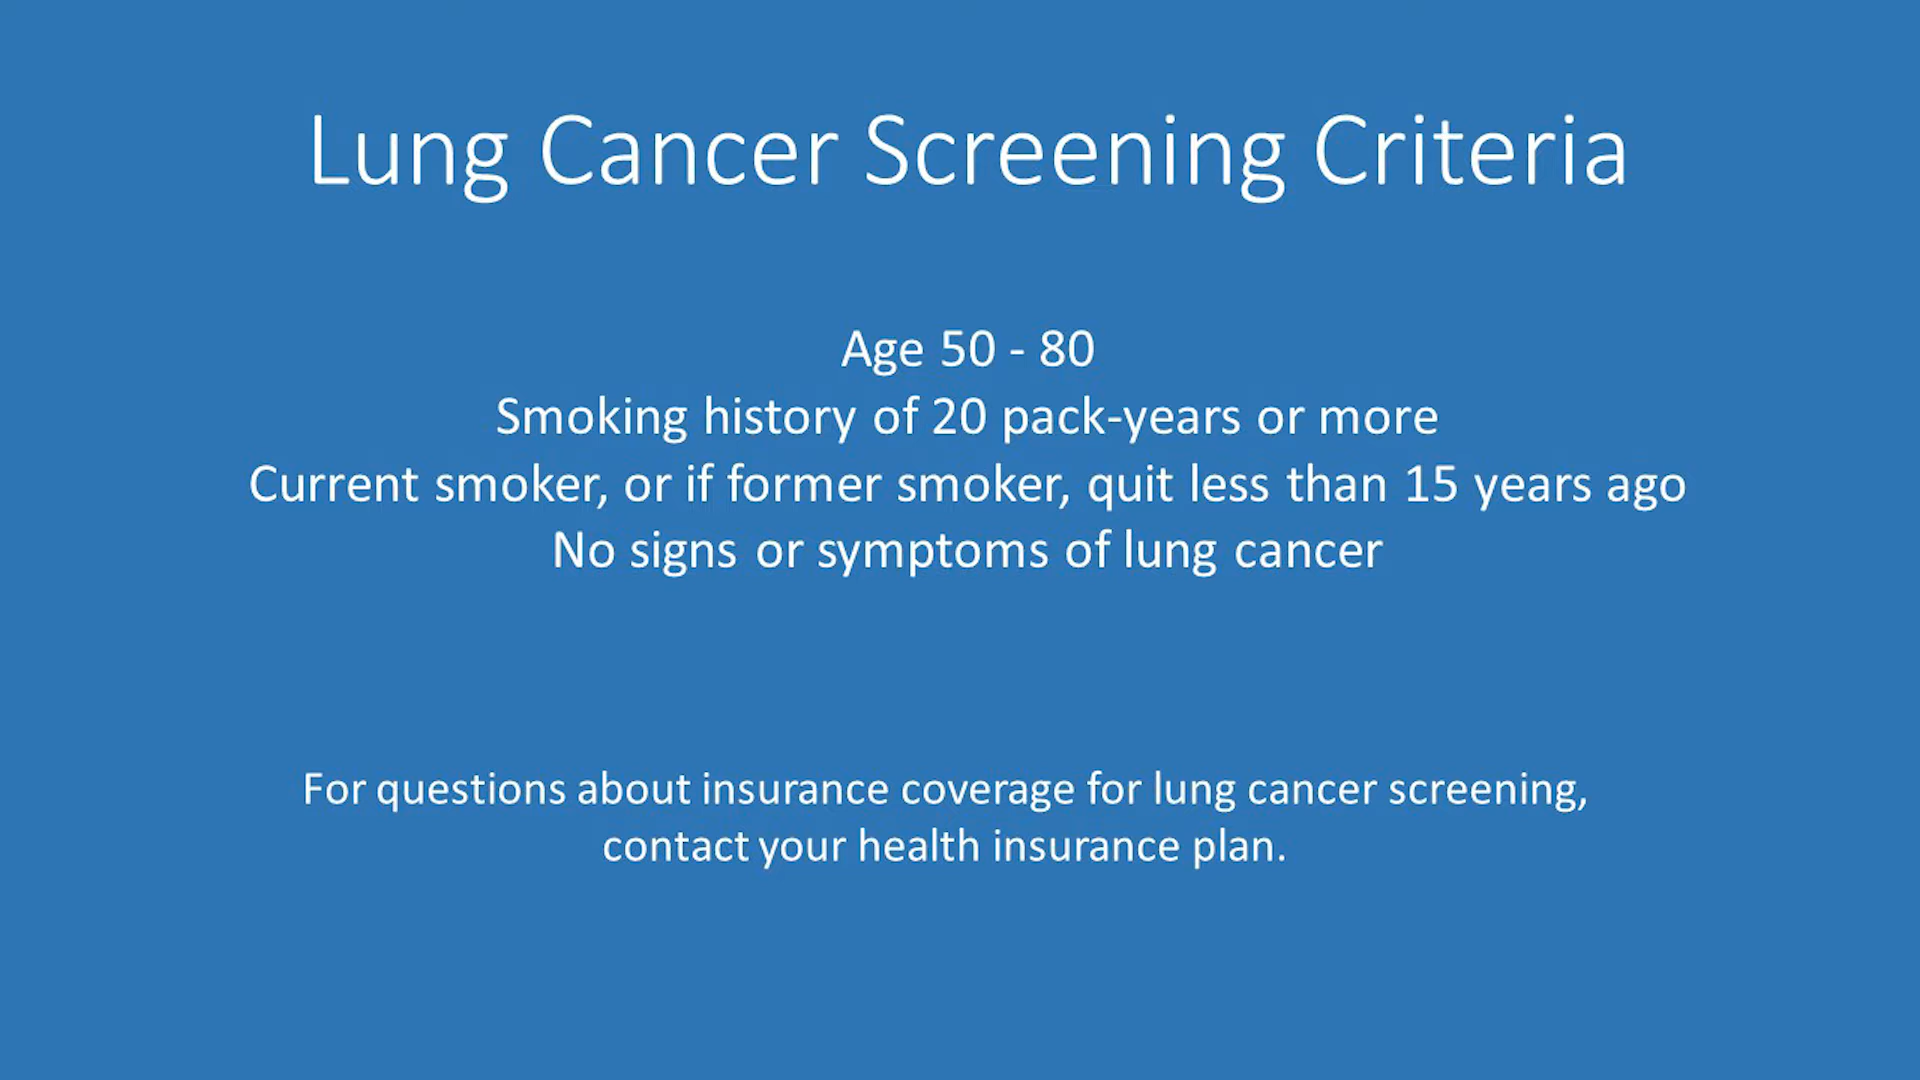 Lung Cancer Screening Criteria
Age 50 - 80
Smoking history of 20 pack-years or more
Current smoker, or if former smoker, quit less than 15 years ago
No signs or symptoms of lung cancer
For questions about insurance coverage for lung cancer screening,
contact your health insurance plan.